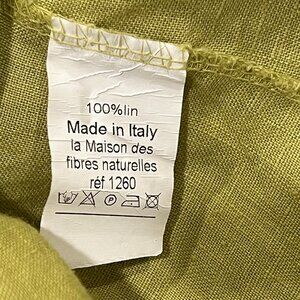 100%lin
Made in Italy
la Maison des
fibres naturelles
réf 1260